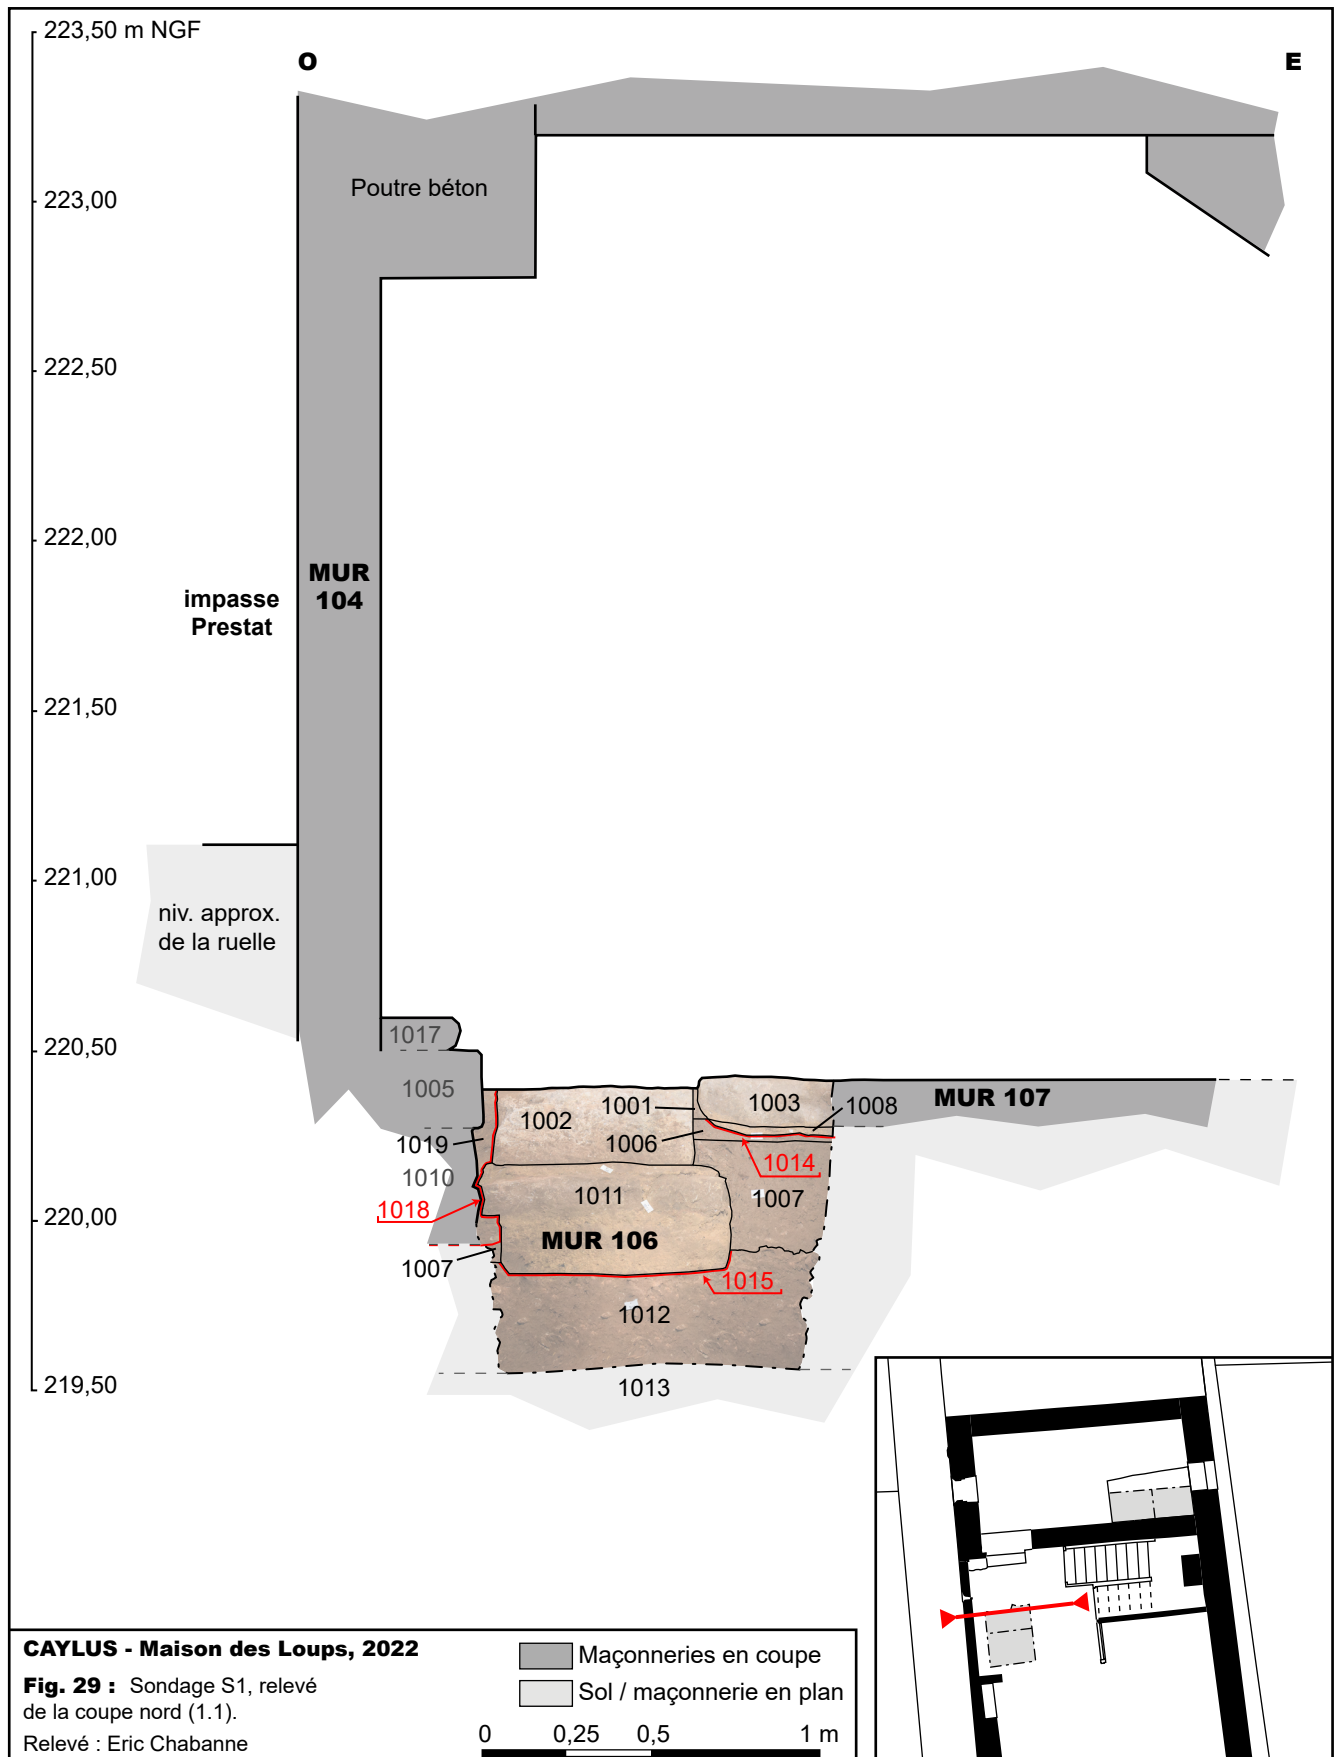 223,50 m NGF
O
E
Poutre béton
223,00
222,50
222,00
MUR
104
impasse
Prestat
221,50
221,00
niv. approx.
de la ruelle
220,50
1017
1005
1002
1001
1003
1008
MUR 107
1019
1006
1014
1010
1011
1007
1018
220,00
MUR 106
1007
1015
1012
219,50
1013
CAYLUS - Maison des Loups, 2022
Fig. 29 : Sondage S1, relevé
de la coupe nord (1.1).
Relevé : Eric Chabanne
Maçonneries en coupe
Sol / maçonnerie en plan
0 0,25 0,5 1 m